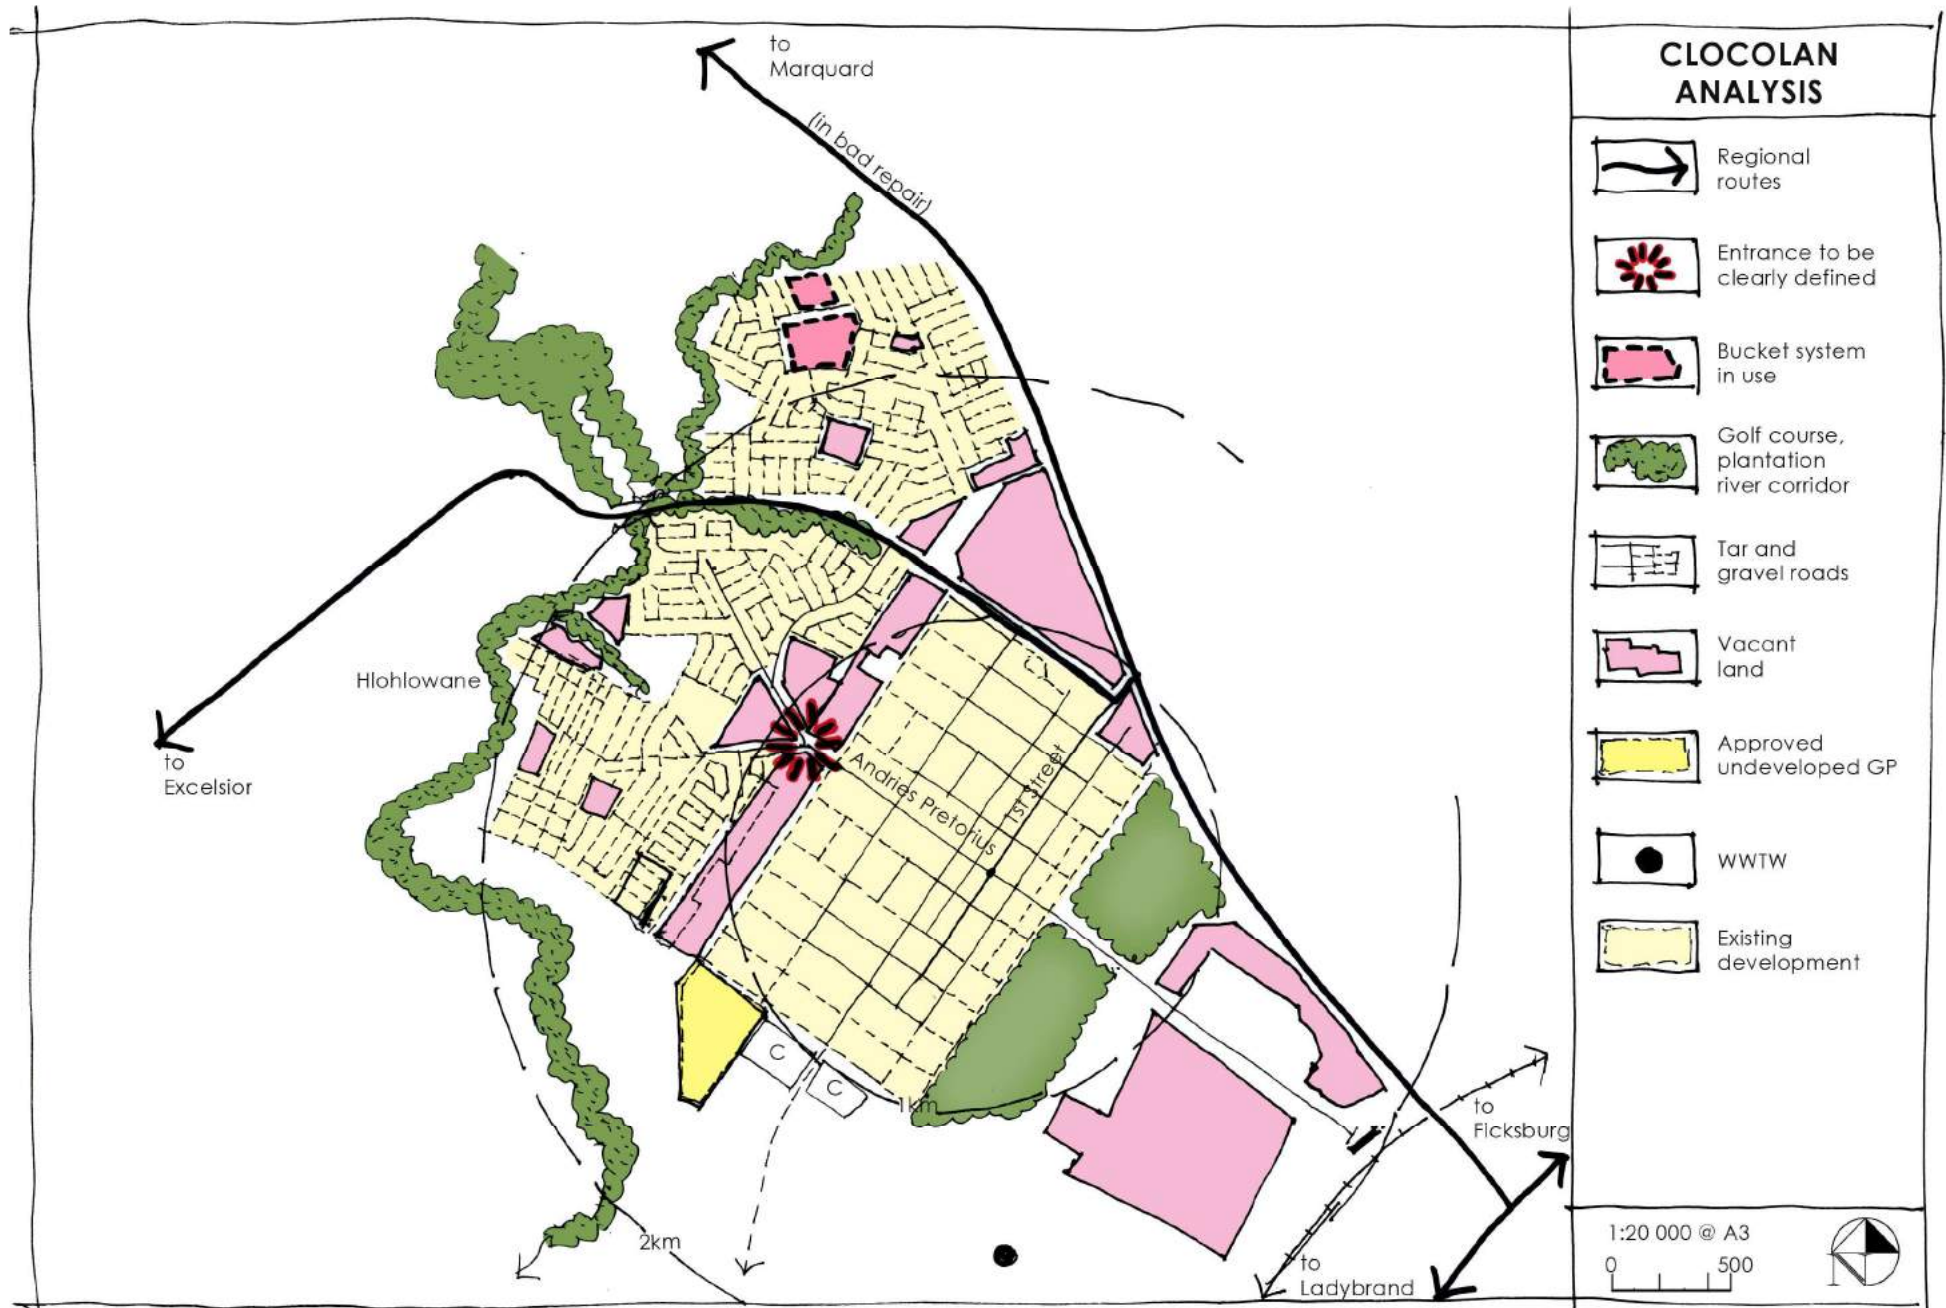 to
Marquard
(in bad repair)
Hlohlowane
to
Excelsior
Andries Pretorius
1st Street
C
C
1km
2km
to
Ficksburg
to
Ladybrand
CLOCOLAN
ANALYSIS
Regional
routes
Entrance to be
clearly defined
Bucket system
in use
Golf course,
plantation
river corridor
Tar and
gravel roads
Vacant
land
Approved
undeveloped GP
WWTW
Existing
development
1:20 000 @ A3
0 500
N